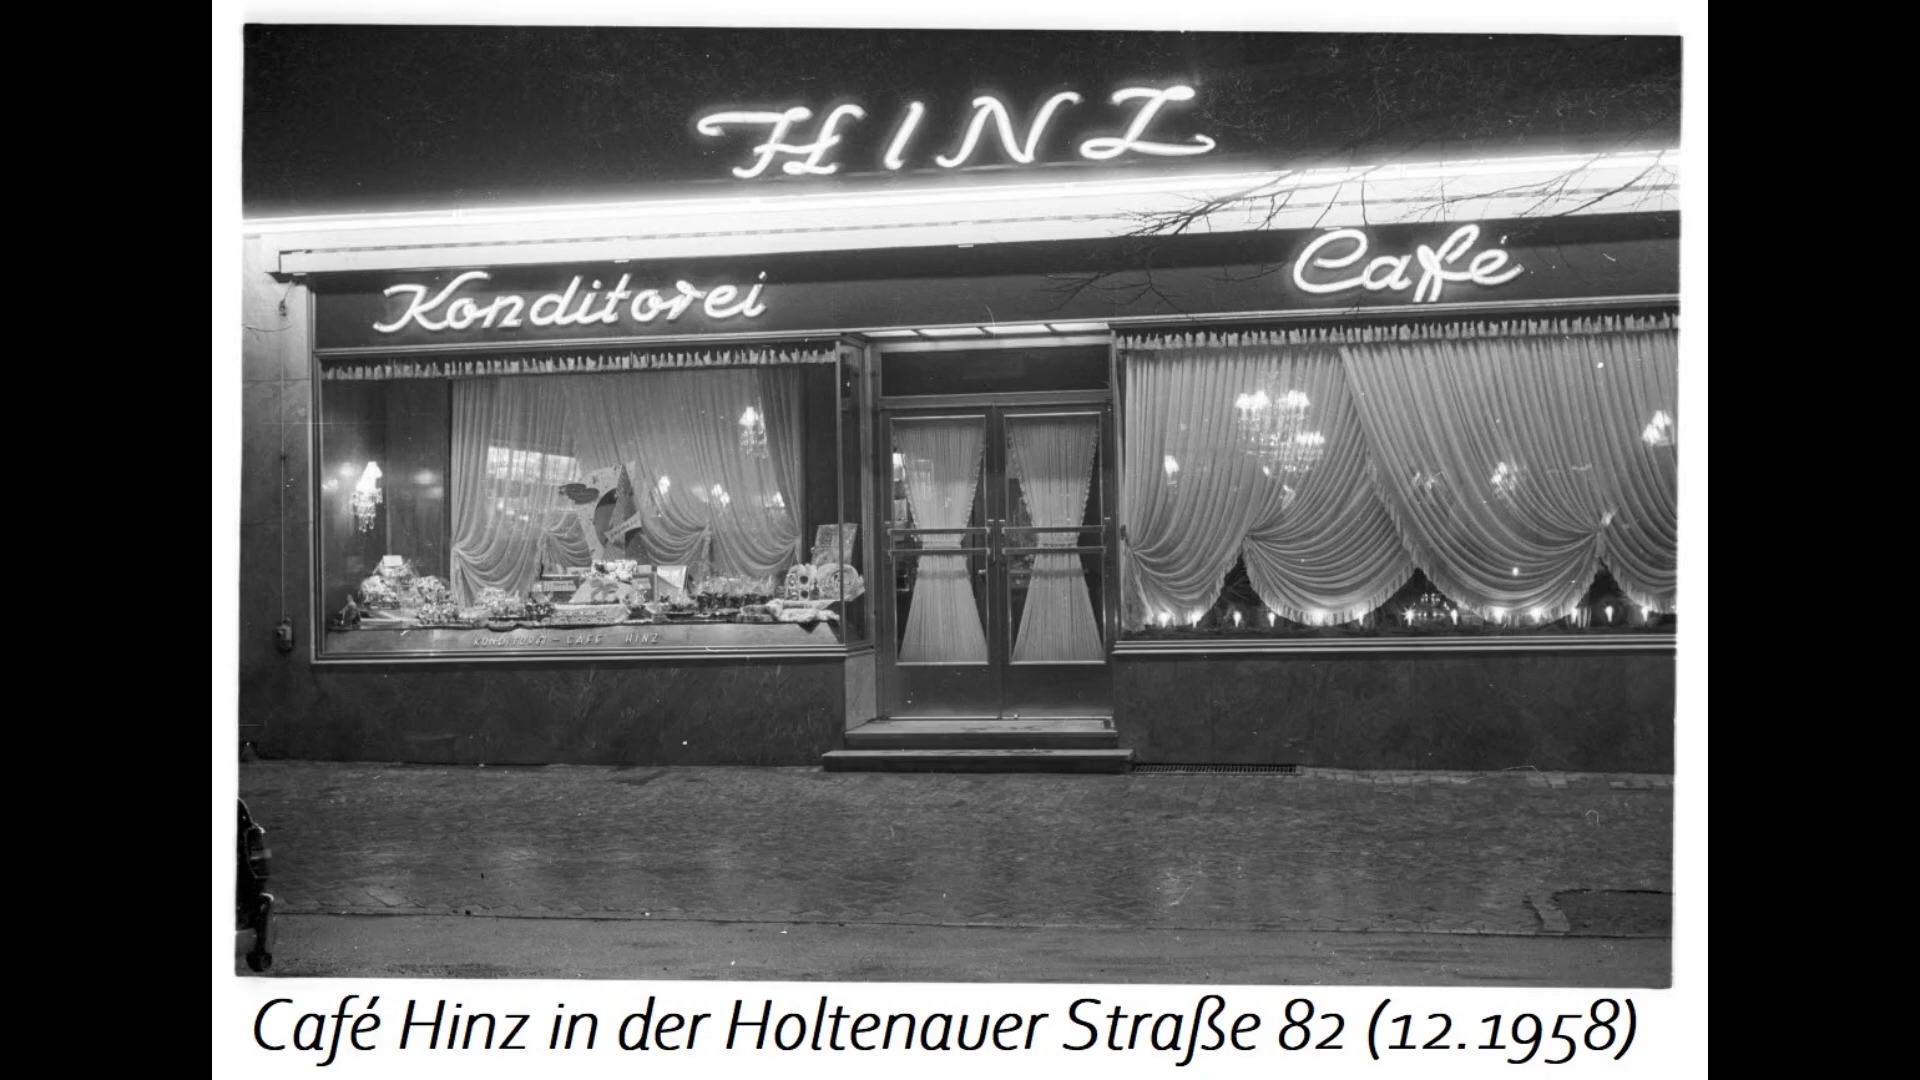 HINZ
Konditorei
Café
KONDITOREI - CAFE HINZ
Café Hinz in der Holtenauer Straße 82 (12.1958)